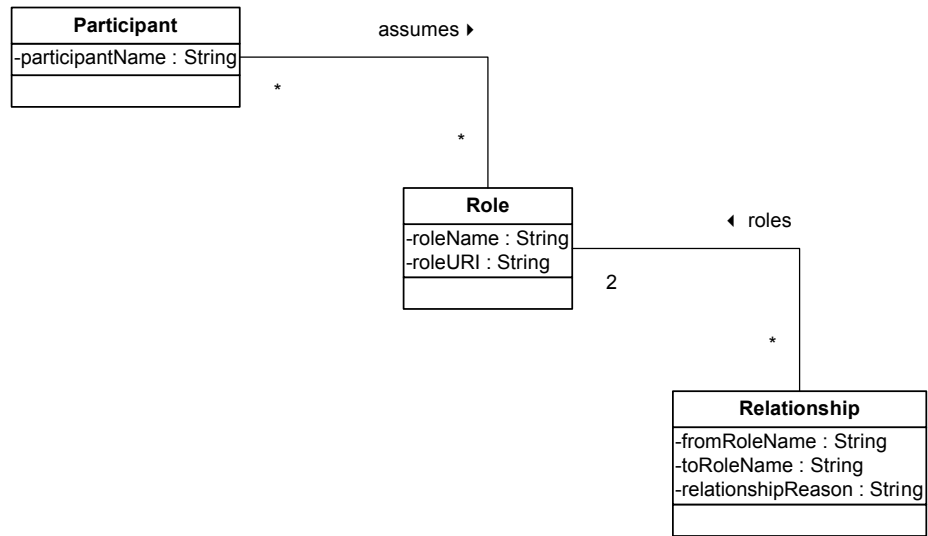 Participant
-participantName : String
assumes
*
*
Role
-roleName : String
-roleURI : String
roles
2
*
Relationship
-fromRoleName : String
-toRoleName : String
-relationshipReason : String